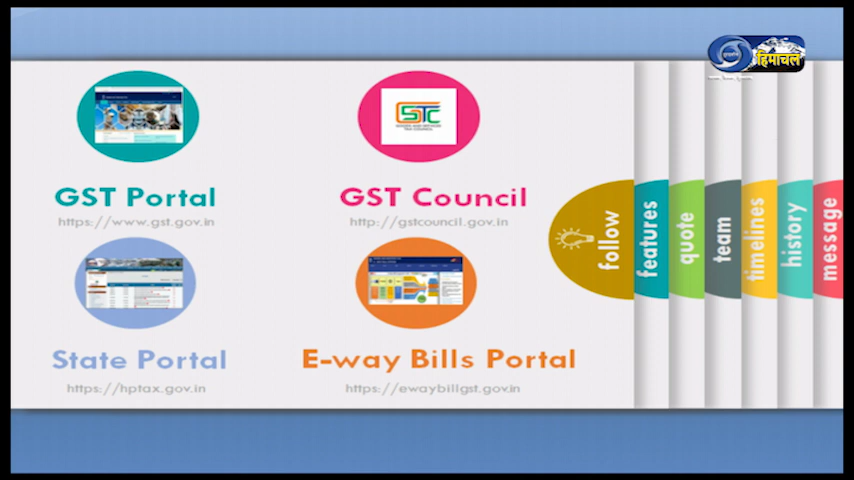 हिमाचल
GSTC
GST Portal
https://www.gst.gov.in
GST Council
http://gstcouncil.gov.in
State Portal
https://hptax.gov.in
E-way Bills Portal
https://ewaybillgst.gov.in
follow
features
quote
team
timelines
history
message